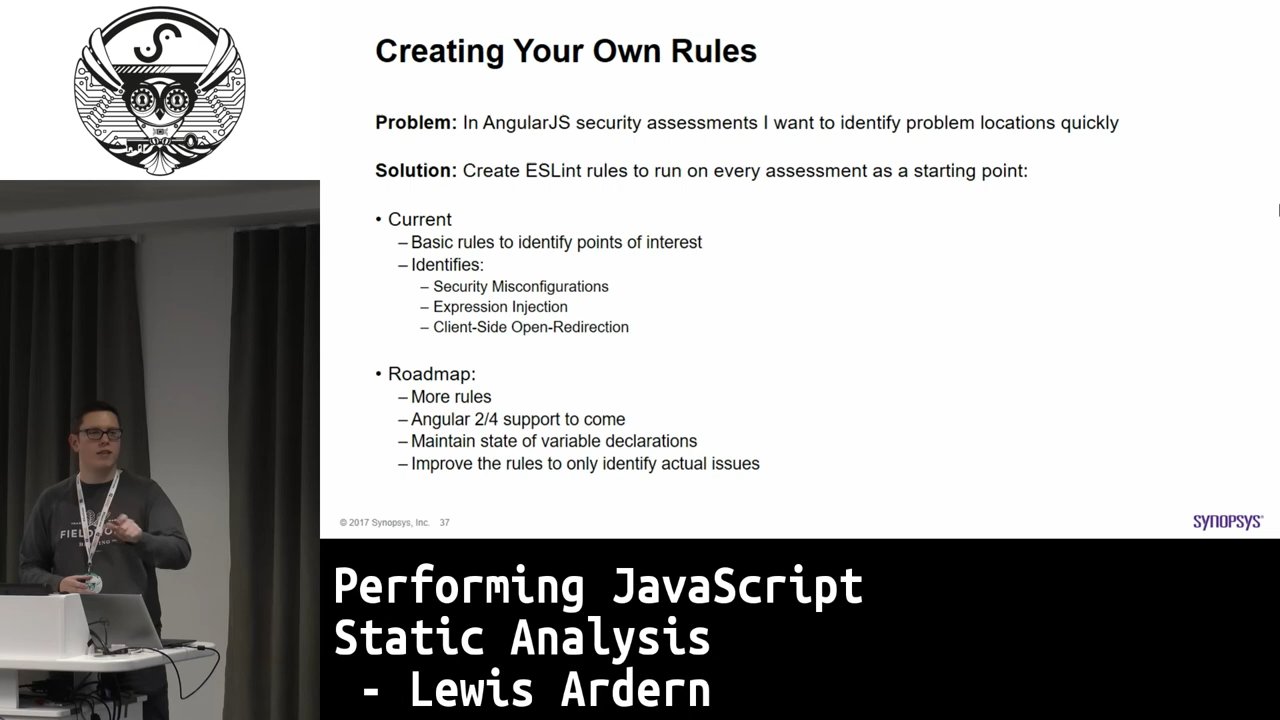 Creating Your Own Rules
Problem: In AngularJS security assessments I want to identify problem locations quickly
Solution: Create ESLint rules to run on every assessment as a starting point:
• Current
– Basic rules to identify points of interest
– Identifies:
– Security Misconfigurations
– Expression Injection
– Client-Side Open-Redirection
• Roadmap:
– More rules
– Angular 2/4 support to come
– Maintain state of variable declarations
– Improve the rules to only identify actual issues
© 2017 Synopsys, Inc. 37
SYNOPSYS®
Performing JavaScript
Static Analysis
- Lewis Ardern